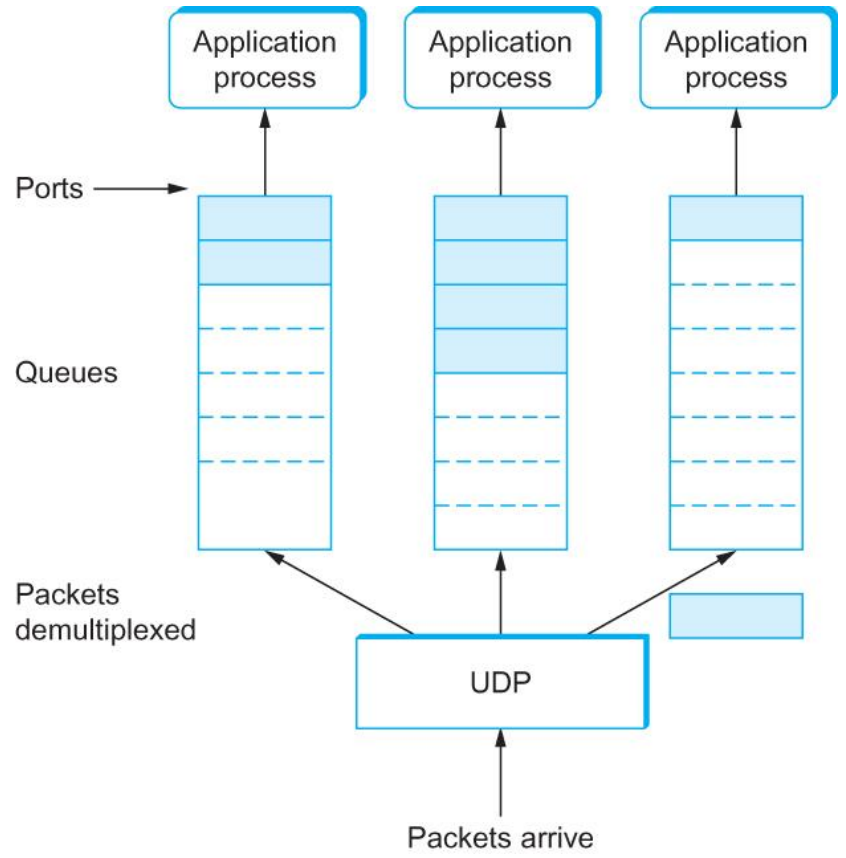 Application
process
Application
process
Application
process
Ports
Queues
Packets
demultiplexed
UDP
Packets arrive